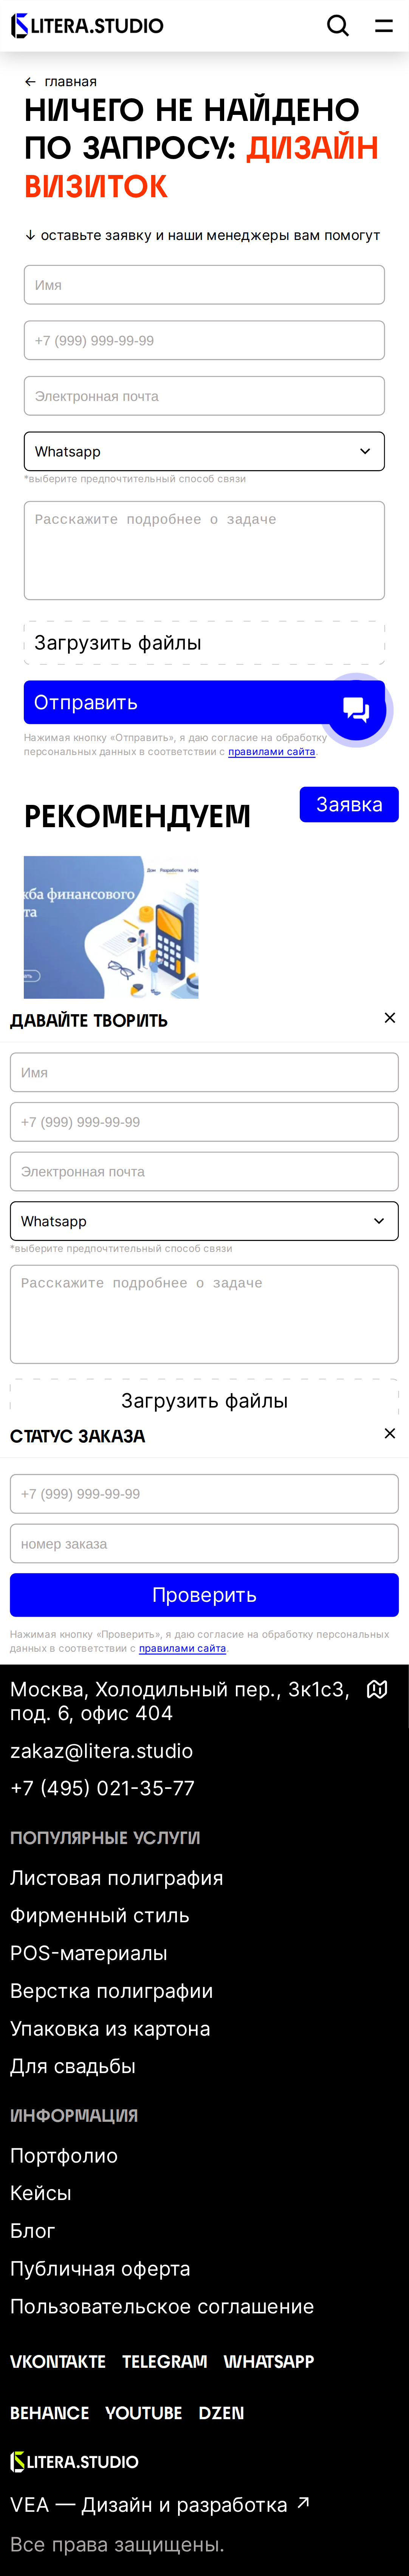 LITERA.STUDIO
← главная
НИЧЕГО НЕ НАЙДЕНО
ПО ЗАПРОСУ: ДИЗАЙН
ВИЗИТОК
↓ оставьте заявку и наши менеджеры вам помогут
Имя
+7 (999) 999-99-99
Электронная почта
Whatsapp
*выберите предпочтительный способ связи
Расскажите подробнее о задаче
Загрузить файлы
Отправить
Нажимая кнопку «Отправить», я даю согласие на обработку
персональных данных в соответствии с правилами сайта.
Заявка
РЕКОМЕНДУЕМ
финансового
ДАВАЙТЕ ТВОРИТЬ
Имя
+7 (999) 999-99-99
Электронная почта
Whatsapp
*выберите предпочтительный способ связи
Расскажите подробнее о задаче
Загрузить файлы
СТАТУС ЗАКАЗА
+7 (999) 999-99-99
номер заказа
Проверить
Нажимая кнопку «Проверить», я даю согласие на обработку персональных
данных в соответствии с правилами сайта.
Москва, Холодильный пер., 3к1с3,
под. 6, офис 404
zakaz@litera.studio
+7 (495) 021-35-77
ПОПУЛЯРНЫЕ УСЛУГИ
Листовая полиграфия
Фирменный стиль
POS-материалы
Верстка полиграфии
Упаковка из картона
Для свадьбы
ИНФОРМАЦИЯ
Портфолио
Кейсы
Блог
Публичная оферта
Пользовательское соглашение
VKONTAKTE TELEGRAM WHATSAPP
BEHANCE YOUTUBE DZEN
LITERA.STUDIO
VEA — Дизайн и разработка ↗
Все права защищены.